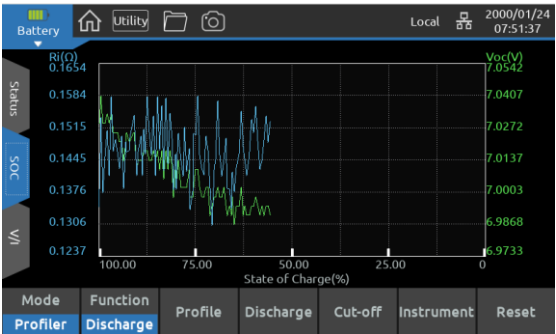 Battery
Utility
Local
2000/01/24
07:51:37
Status
SOC
V/I
Ri(Ω)
Voc(V)
0.1654
0.1584
0.1515
0.1445
0.1376
0.1306
0.1237
7.0542
7.0407
7.0272
7.0137
7.0003
6.9868
6.9733
100.00 75.00 50.00 25.00 0
State of Charge(%)
Mode
Profiler
Function
Discharge
Profile
Discharge
Cut-off
Instrument
Reset